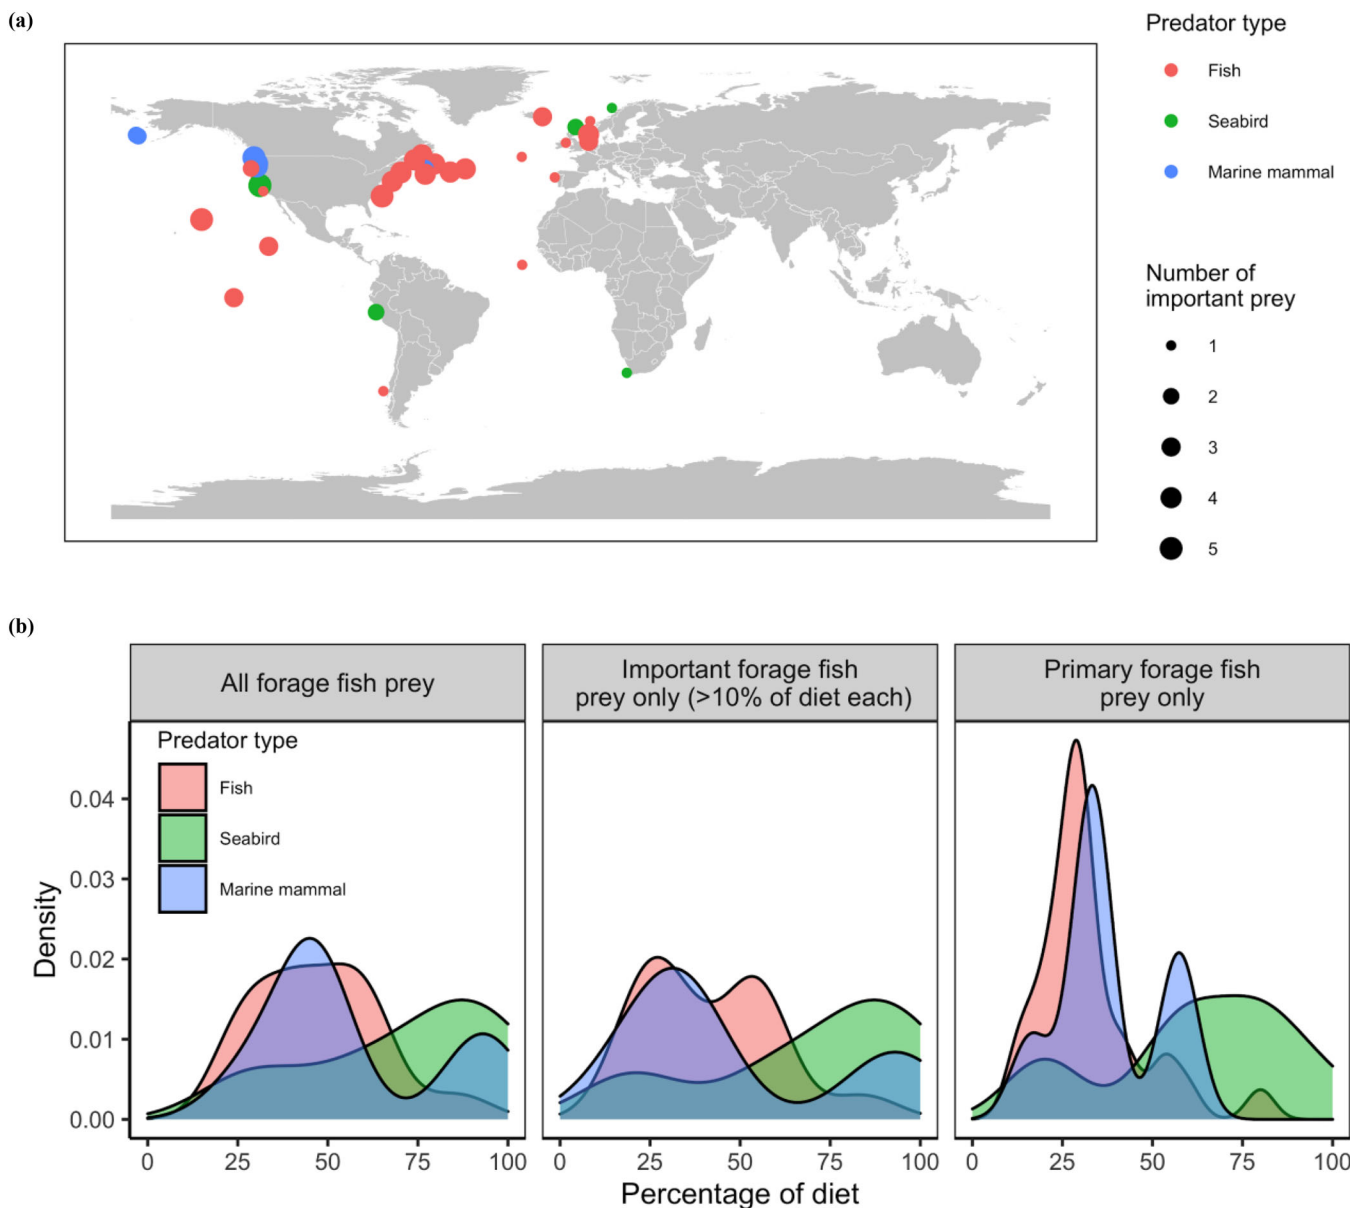 (a)
Predator type
Fish
Seabird
Marine mammal
Number of
important prey
1
2
3
4
5
(b)
All forage fish prey
Important forage fish
prey only (>10% of diet each)
Primary forage fish
prey only
Predator type
Fish
Seabird
Marine mammal
Density
0.04
0.03
0.02
0.01
0.00
0 25 50 75 100
0 25 50 75 100
0 25 50 75 100
Percentage of diet